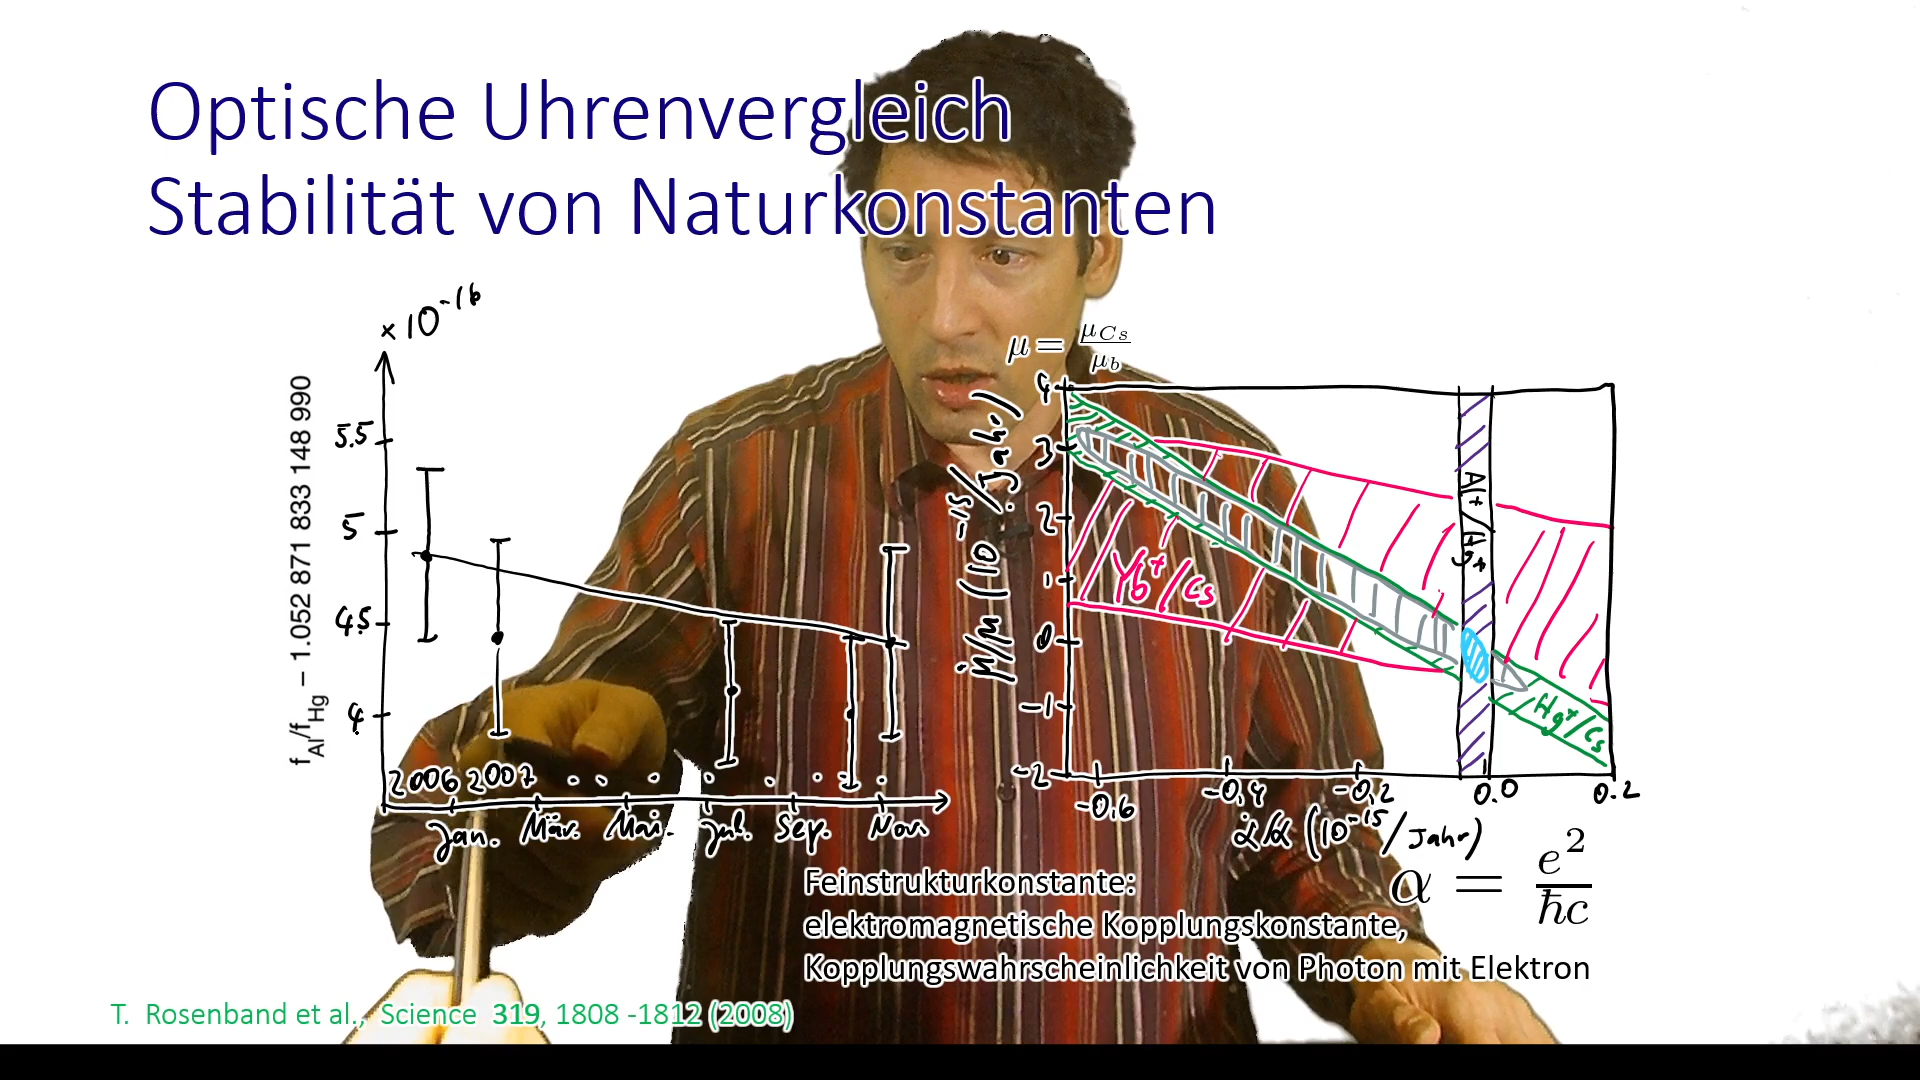 Optische Uhrenvergleich
Stabilität von Naturkonstanten
×10⁻¹⁶
f_Al/f_Hg − 1.052 871 833 148 990
5.5
5
4.5
4
2006 2007
Jan. Mär. Mai. Jul. Sep. Nov.
μ = μ_Cs/μ_b
μ̇/μ (10⁻¹⁵/Jahr)
4
3
2
1
0
-1
-2
Yb⁺/Cs
Al⁺/Hg⁺
Hg⁺/Cs
-0.6 -0.4 -0.2 0.0 0.2
α̇/α (10⁻¹⁵/Jahr)
α = e²/ħc
Feinstrukturkonstante:
elektromagnetische Kopplungskonstante,
Kopplungswahrscheinlichkeit von Photon mit Elektron
T. Rosenband et al., Science 319, 1808 -1812 (2008)